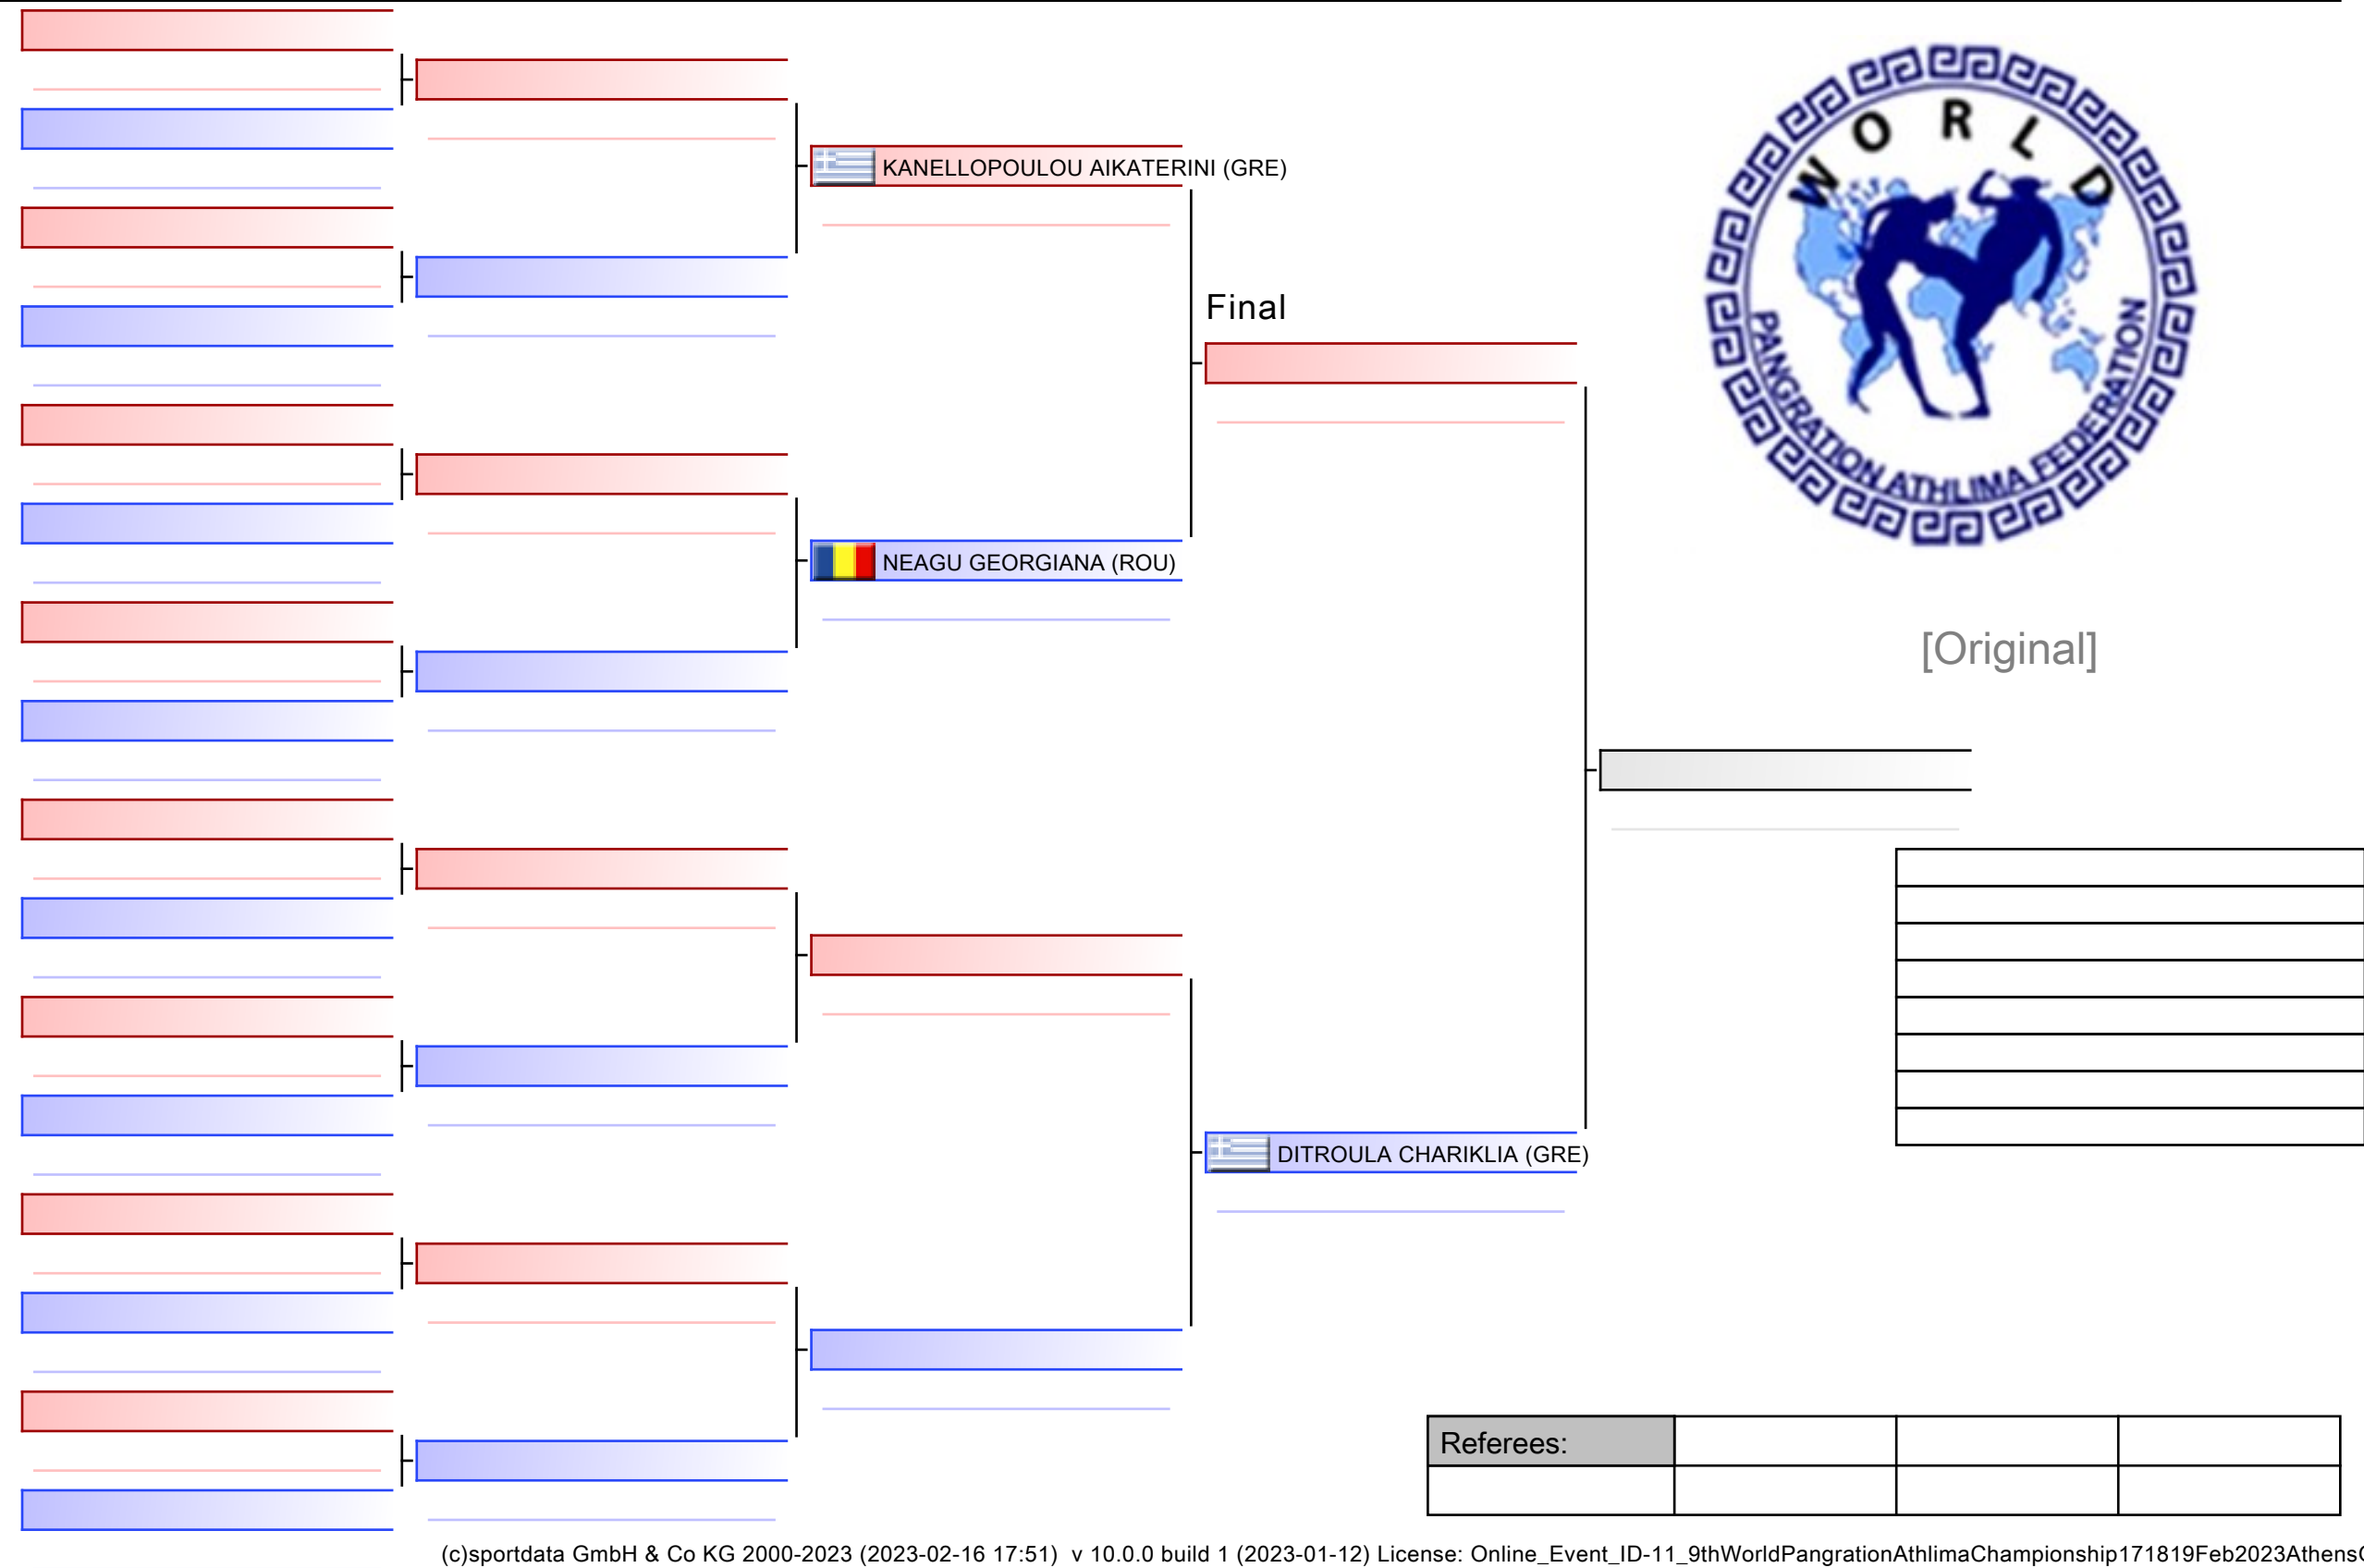 WORLD
KANELLOPOULOU AIKATERINI (GRE)
Final
PANGRATION ATHLIMA FEDERATION
NEAGU GEORGIANA (ROU)
[Original]
DITROULA CHARIKLIA (GRE)
Referees:
(c)sportdata GmbH & Co KG 2000-2023 (2023-02-16 17:51) v 10.0.0 build 1 (2023-01-12) License: Online_Event_ID-11_9thWorldPangrationAthlimaChampionship171819Feb2023Athens